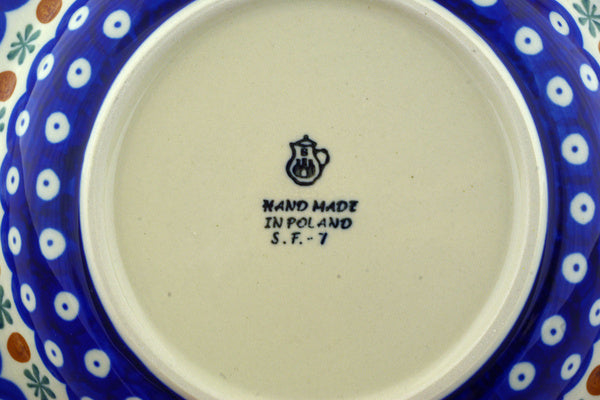 HAND MADE
IN POLAND
S.F.-7